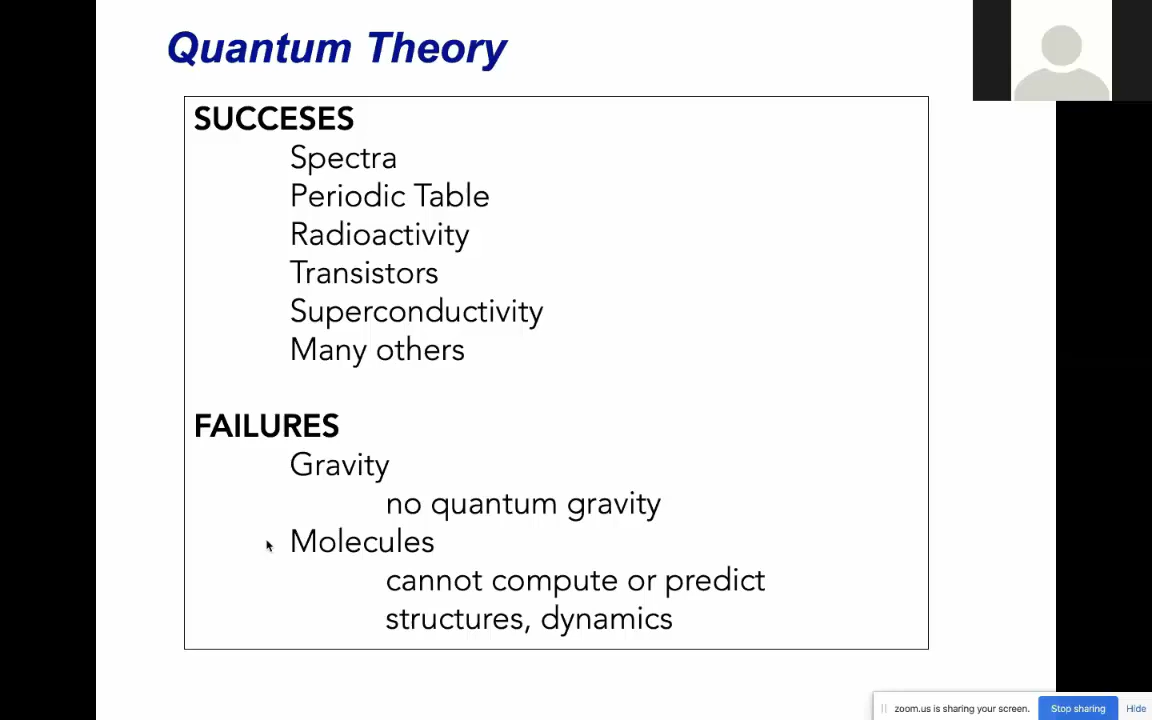 Quantum Theory
SUCCESES
Spectra
Periodic Table
Radioactivity
Transistors
Superconductivity
Many others
FAILURES
Gravity
no quantum gravity
Molecules
cannot compute or predict
structures, dynamics
zoom.us is sharing your screen. Stop sharing Hide